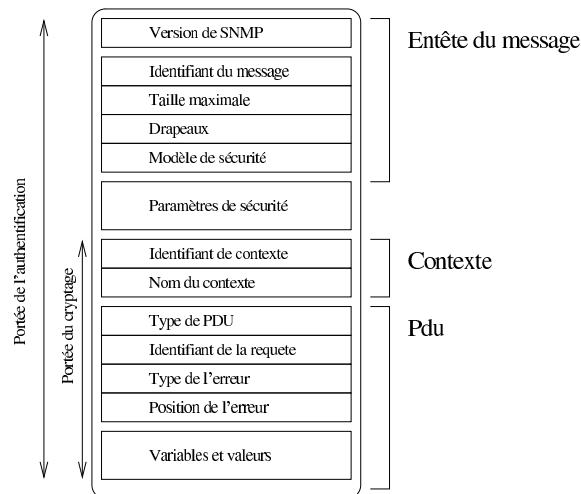 Version de SNMP
Entête du message
Identifiant du message
Taille maximale
Drapeaux
Modèle de sécurité
Paramètres de sécurité
Portée de l'authentification
Portée du cryptage
Identifiant de contexte
Contexte
Nom du contexte
Type de PDU
Pdu
Identifiant de la requete
Type de l'erreur
Position de l'erreur
Variables et valeurs